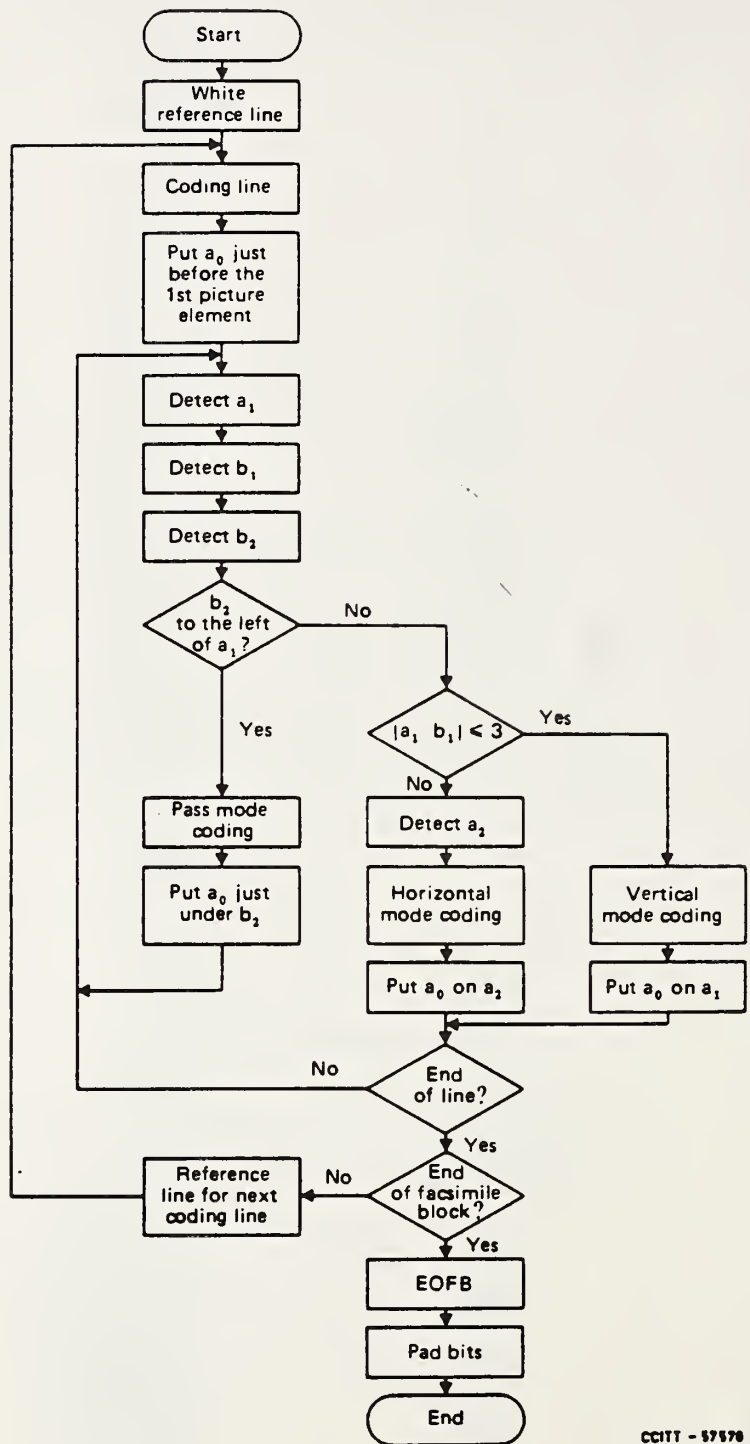 Start
White
reference line
Coding line
Put a₀ just
before the
1st picture
element
Detect a₁
Detect b₁
Detect b₂
b₂
to the left
of a₁?
No
Yes
|a₁ b₁| ≤ 3
Yes
No
Pass mode
coding
Put a₀ just
under b₂
Detect a₂
Horizontal
mode coding
Vertical
mode coding
Put a₀ on a₂
Put a₀ on a₁
No
End
of line?
Yes
Reference
line for next
coding line
No
End
of facsimile
block?
Yes
EOFB
Pad bits
End
CCITT - 57570